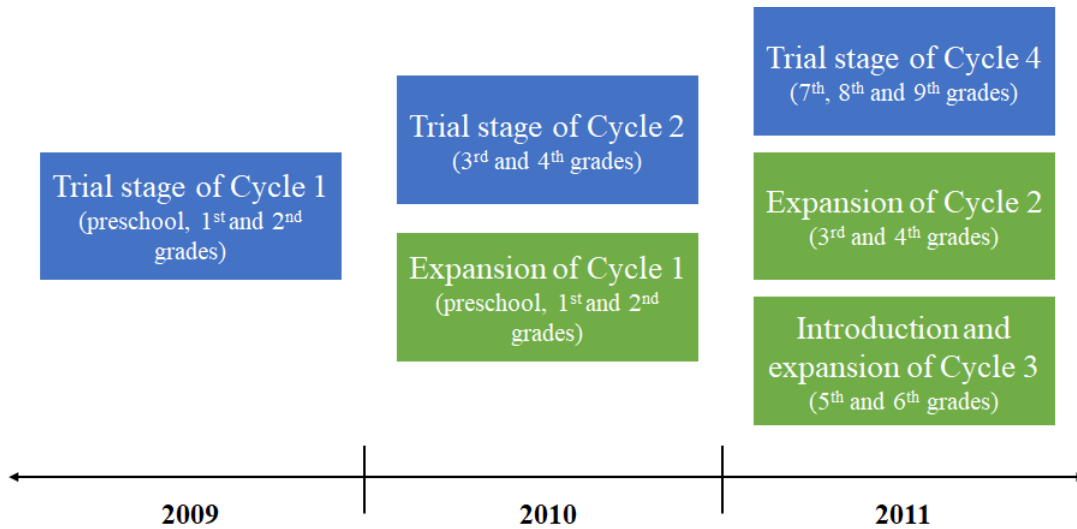 Trial stage of Cycle 1
(preschool, 1st and 2nd
grades)
Trial stage of Cycle 2
(3rd and 4th grades)
Expansion of Cycle 1
(preschool, 1st and 2nd
grades)
Trial stage of Cycle 4
(7th, 8th and 9th grades)
Expansion of Cycle 2
(3rd and 4th grades)
Introduction and
expansion of Cycle 3
(5th and 6th grades)
2009
2010
2011